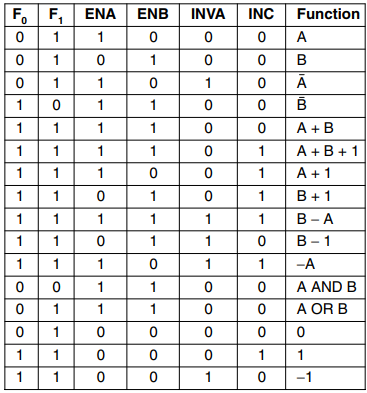 F₀ F₁ ENA ENB INVA INC Function
0 1 1 0 0 0 A
0 1 0 1 0 0 B
0 1 1 0 1 0 Ā
1 0 1 1 0 0 B̄
1 1 1 1 0 0 A + B
1 1 1 1 0 1 A + B + 1
1 1 1 0 0 1 A + 1
1 1 0 1 0 1 B + 1
1 1 1 1 1 1 B − A
1 1 0 1 1 0 B − 1
1 1 1 0 1 1 −A
0 0 1 1 0 0 A AND B
0 1 1 1 0 0 A OR B
0 1 0 0 0 0 0
1 1 0 0 0 1 1
1 1 0 0 1 0 −1